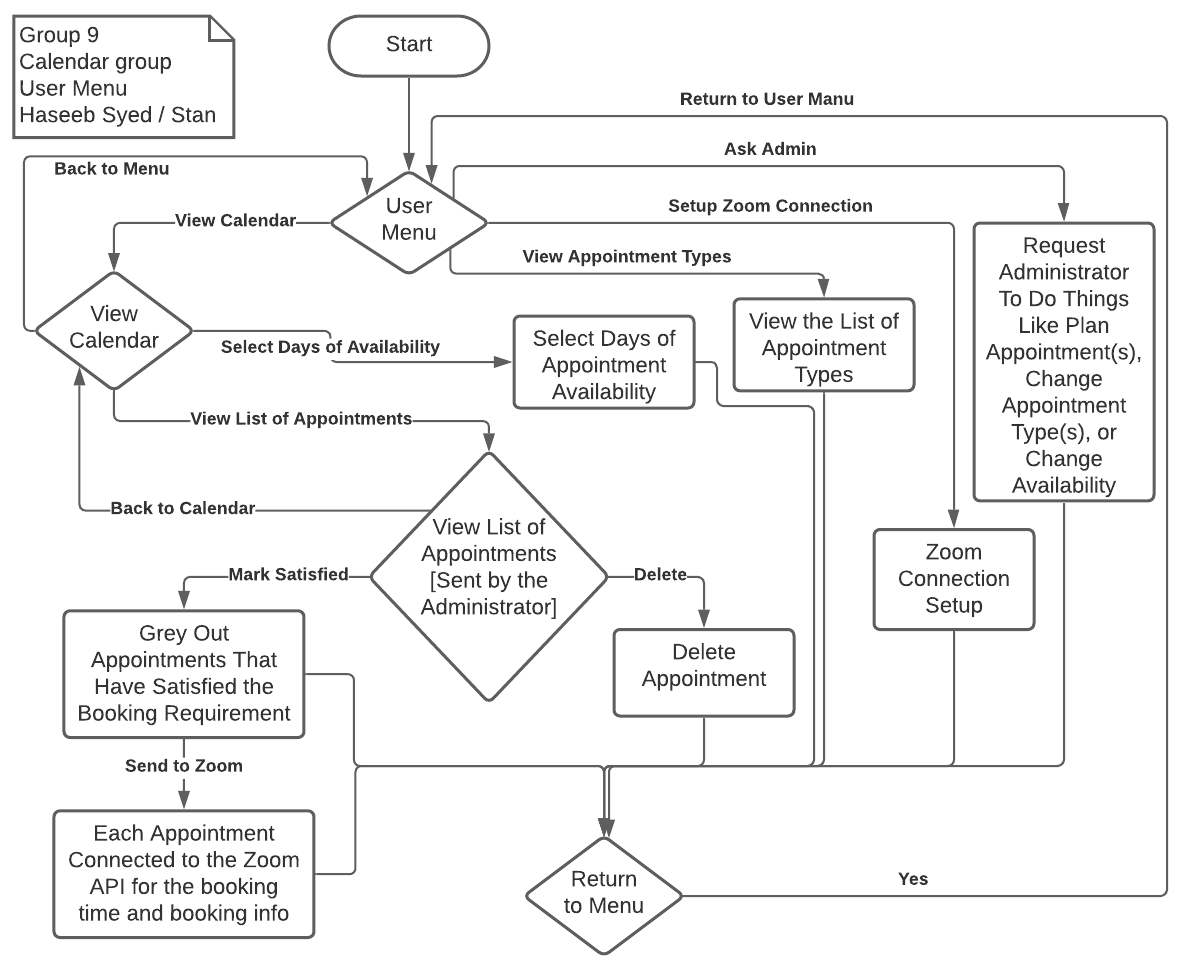 Group 9
Calendar group
User Menu
Haseeb Syed / Stan
Start
Return to User Manu
Ask Admin
Back to Menu
User
Menu
View Calendar
Setup Zoom Connection
View Appointment Types
Request
Administrator
To Do Things
Like Plan
Appointment(s),
Change
Appointment
Type(s), or
Change
Availability
View
Calendar
Select Days of Availability
Select Days of
Appointment
Availability
View the List of
Appointment
Types
View List of Appointments
Back to Calendar
View List of
Appointments
[Sent by the
Administrator]
Zoom
Connection
Setup
Mark Satisfied
Delete
Grey Out
Appointments That
Have Satisfied the
Booking Requirement
Delete
Appointment
Send to Zoom
Each Appointment
Connected to the Zoom
API for the booking
time and booking info
Return
to Menu
Yes